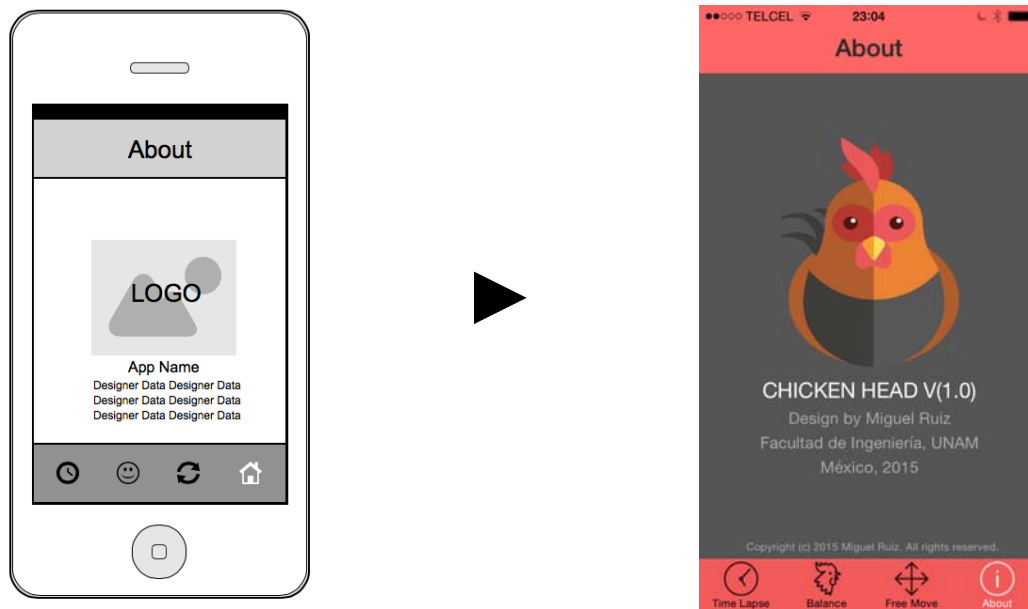 About
LOGO
App Name
Designer Data Designer Data
Designer Data Designer Data
Designer Data Designer Data
TELCEL
23:04
About
CHICKEN HEAD V(1.0)
Design by Miguel Ruiz
Facultad de Ingeniería, UNAM
México, 2015
Copyright (c) 2015 Miguel Ruiz. All rights reserved.
Time Lapse
Balance
Free Move
About